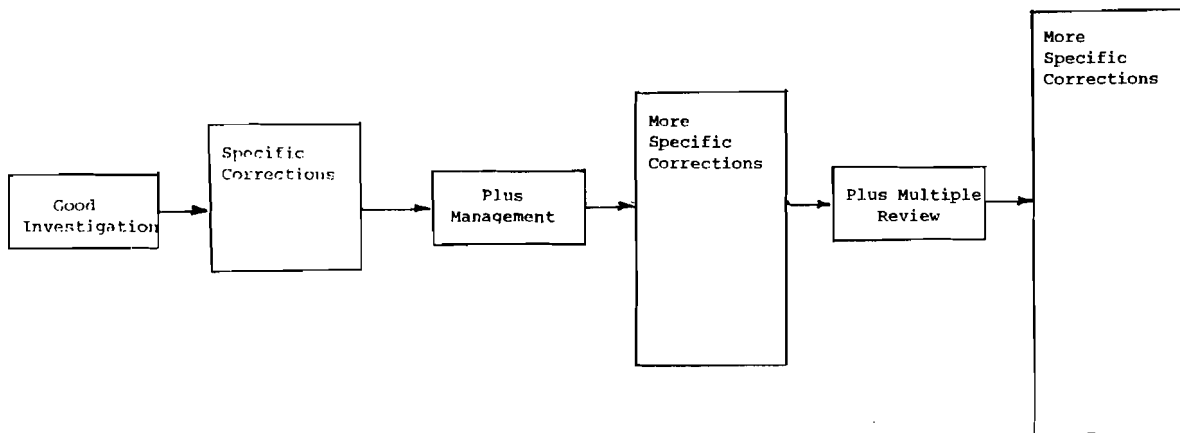 Good
Investigation
Specific
Corrections
Plus
Management
More
Specific
Corrections
Plus Multiple
Review
More
Specific
Corrections